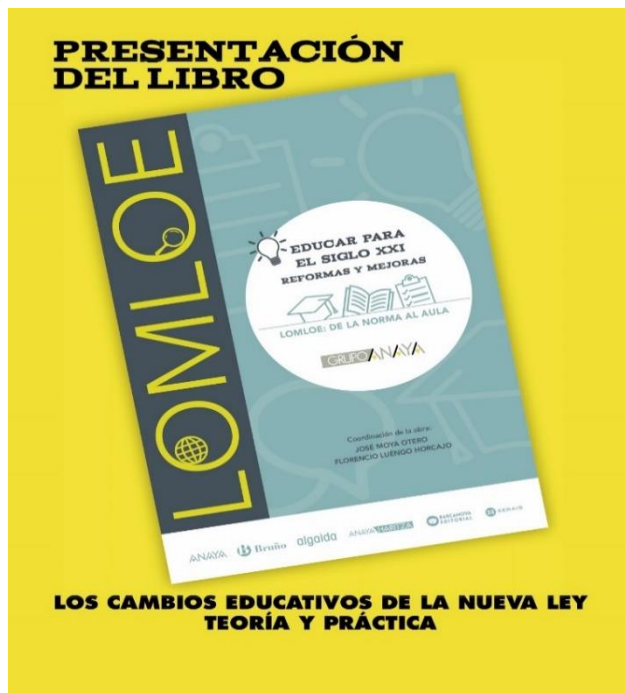 PRESENTACIÓN
DEL LIBRO
LOMLOE
EDUCAR PARA
EL SIGLO XXI
REFORMAS Y MEJORAS
LOMLOE: DE LA NORMA AL AULA
GRUPO ANAYA
Coordinación de la obra:
JOSÉ MOYA OTERO
FLORENCIO LUENGO HORCAJO
ANAYA B Bruño algaida ANAYA HARITZA BARCANOVA EDITORIAL XERAIS
LOS CAMBIOS EDUCATIVOS DE LA NUEVA LEY
TEORÍA Y PRÁCTICA